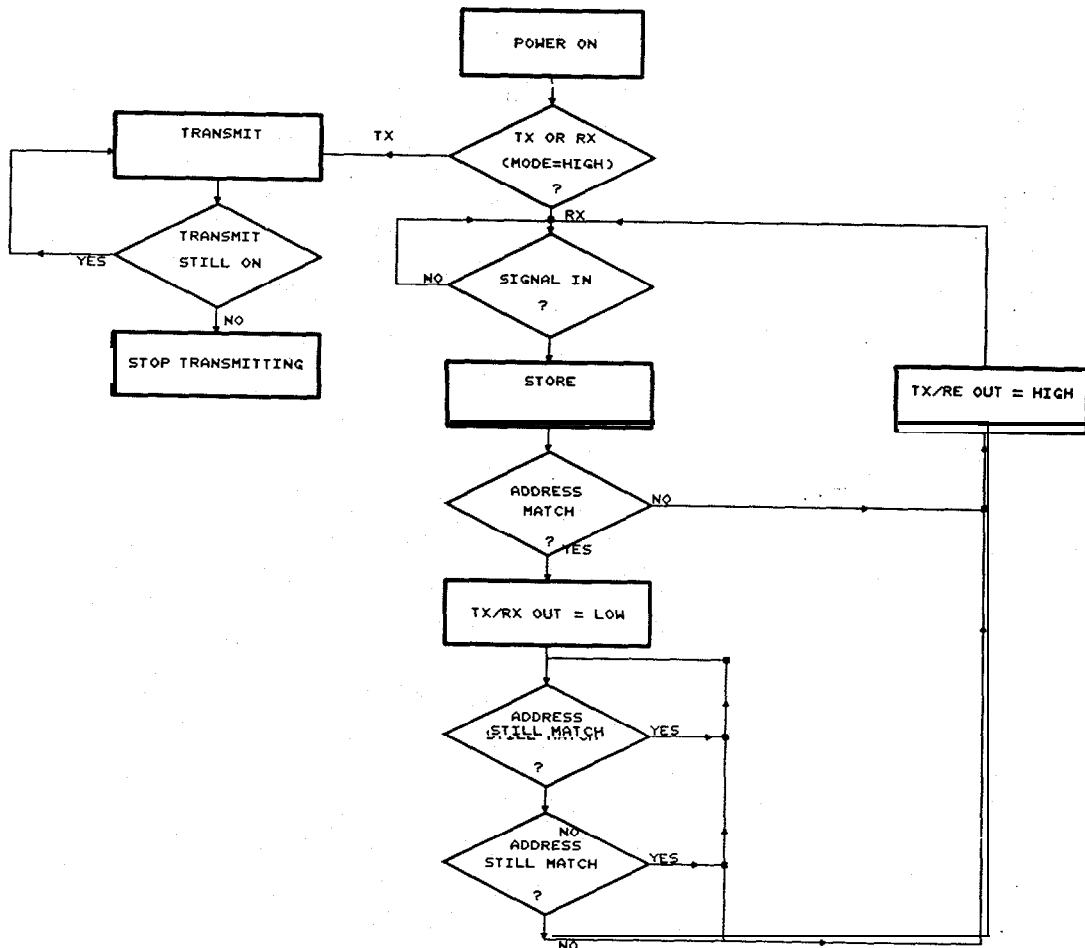 POWER ON
TX OR RX
(MODE=HIGH)
?
TX
TRANSMIT
RX
TRANSMIT
STILL ON
YES
NO
STOP TRANSMITTING
SIGNAL IN
?
NO
STORE
TX/RE OUT = HIGH
ADDRESS
MATCH
?
NO
YES
TX/RX OUT = LOW
ADDRESS
STILL MATCH
?
YES
NO
ADDRESS
STILL MATCH
?
YES
NO